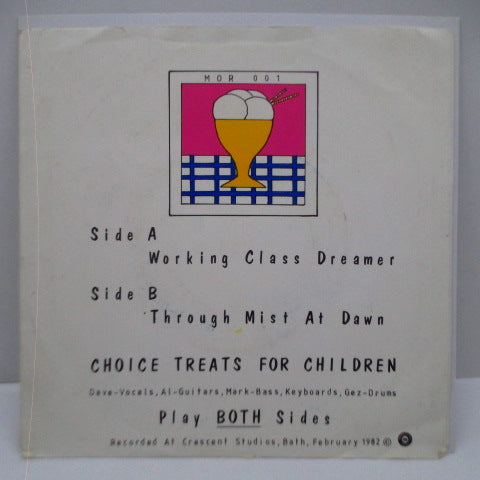 MOR 001
Side A
Working Class Dreamer
Side B
Through Mist At Dawn
CHOICE TREATS FOR CHILDREN
Dave-Vocals, Al-Guitars, Mark-Bass, Keyboards, Gez-Drums
Play BOTH Sides
Recorded At Crescent Studios, Bath, February 1982 ©